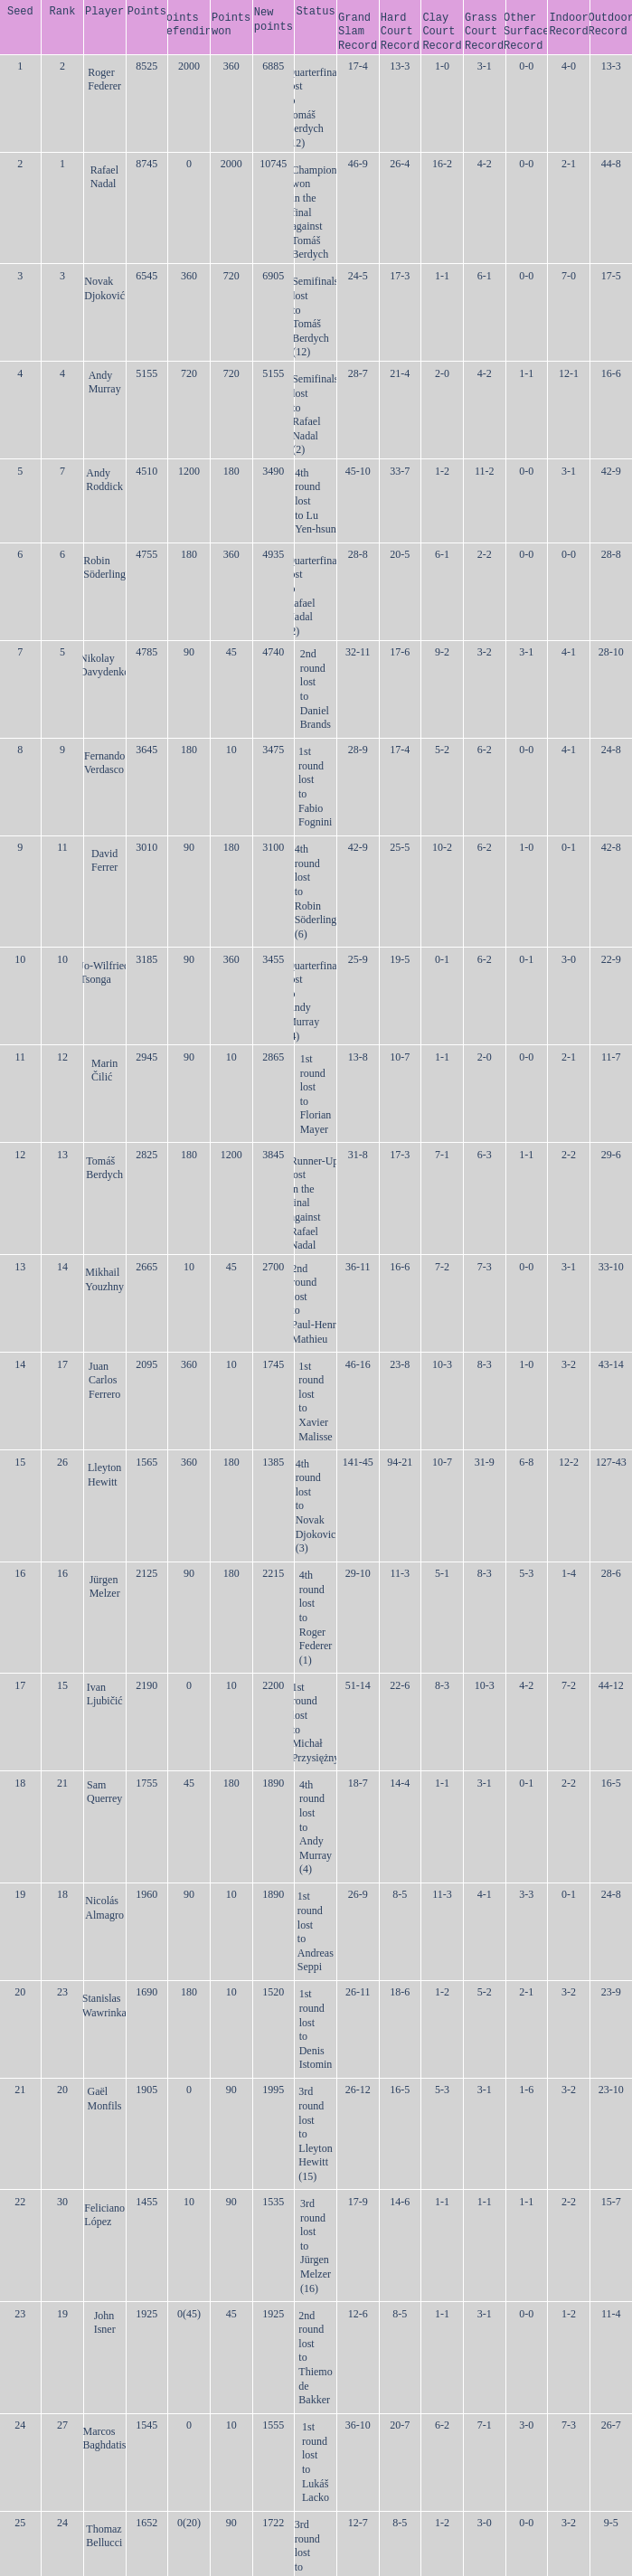 Seed Rank Player Points Points New points Status Grand Slam Record Hard Court Record Clay Court Record Grass Court Record Other Surface Record Indoor Record Outdoor Record
won
1 2 Roger Federer 8525 2000 360 6885 17-4 13-3 1-0 3-1 0-0 4-0 13-3
2 1 Rafael Nadal 8745 0 2000 10745 Champion won in the final against Tomáš Berdych 46-9 26-4 16-2 4-2 0-0 2-1 44-8
3 3 Novak Djoković 6545 360 720 6905 Semifinals lost to Tomáš Berdych (12) 24-5 17-3 1-1 6-1 0-0 7-0 17-5
4 4 Andy Murray 5155 720 720 5155 Semifinals lost to Rafael Nadal (2) 28-7 21-4 2-0 4-2 1-1 12-1 16-6
5 7 Andy Roddick 4510 1200 180 3490 4th round lost to Lu Yen-hsun 45-10 33-7 1-2 11-2 0-0 3-1 42-9
6 6 Robin Söderling 4755 180 360 4935 28-8 20-5 6-1 2-2 0-0 0-0 28-8
7 5 Nikolay Davydenko 4785 90 45 4740 2nd round lost to Daniel Brands 32-11 17-6 9-2 3-2 3-1 4-1 28-10
8 9 Fernando Verdasco 3645 180 10 3475 1st round lost to Fabio Fognini 28-9 17-4 5-2 6-2 0-0 4-1 24-8
9 11 David Ferrer 3010 90 180 3100 4th round lost to Robin Söderling (6) 42-9 25-5 10-2 6-2 1-0 0-1 42-8
10 10 Jo-Wilfried Tsonga 3185 90 360 3455 25-9 19-5 0-1 6-2 0-1 3-0 22-9
11 12 Marin Čilić 2945 90 10 2865 1st round lost to Florian Mayer 13-8 10-7 1-1 2-0 0-0 2-1 11-7
12 13 Tomáš Berdych 2825 180 1200 3845 Runner-Up lost in the final against Rafael Nadal 31-8 17-3 7-1 6-3 1-1 2-2 29-6
13 14 Mikhail Youzhny 2665 10 45 2700 2nd round lost to Paul-Henri Mathieu 36-11 16-6 7-2 7-3 0-0 3-1 33-10
14 17 Juan Carlos Ferrero 2095 360 10 1745 1st round lost to Xavier Malisse 46-16 23-8 10-3 8-3 1-0 3-2 43-14
15 26 Lleyton Hewitt 1565 360 180 1385 4th round lost to Novak Djokovic (3) 141-45 94-21 10-7 31-9 6-8 12-2 127-43
16 16 Jürgen Melzer 2125 90 180 2215 4th round lost to Roger Federer (1) 29-10 11-3 5-1 8-3 5-3 1-4 28-6
17 15 Ivan Ljubičić 2190 0 10 2200 1st round lost to Michał Przysiężny 51-14 22-6 8-3 10-3 4-2 7-2 44-12
18 21 Sam Querrey 1755 45 180 1890 4th round lost to Andy Murray (4) 18-7 14-4 1-1 3-1 0-1 2-2 16-5
19 18 Nicolás Almagro 1960 90 10 1890 1st round lost to Andreas Seppi 26-9 8-5 11-3 4-1 3-3 0-1 24-8
20 23 Stanislas Wawrinka 1690 180 10 1520 1st round lost to Denis Istomin 26-11 18-6 1-2 5-2 2-1 3-2 23-9
21 20 Gaël Monfils 1905 0 90 1995 3rd round lost to Lleyton Hewitt (15) 26-12 16-5 5-3 3-1 1-6 3-2 23-10
22 30 Feliciano López 1455 10 90 1535 3rd round lost to Jürgen Melzer (16) 17-9 14-6 1-1 1-1 1-1 2-2 15-7
23 19 John Isner 1925 0(45) 45 1925 2nd round lost to Thiemo de Bakker 12-6 8-5 1-1 3-1 0-0 1-2 11-4
24 27 Marcos Baghdatis 1545 0 10 1555 1st round lost to Lukáš Lacko 36-10 20-7 6-2 7-1 3-0 7-3 26-7
25 24 Thomaz Bellucci 1652 0(20) 90 1722 3rd round lost to 12-7 8-5 1-2 3-0 0-0 3-2 9-5